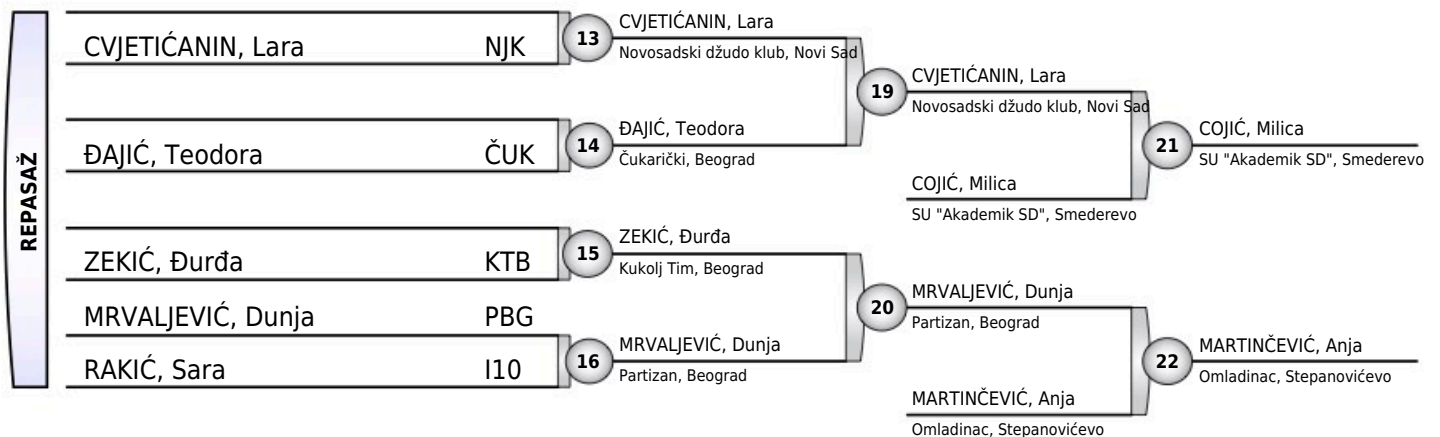 REPASAŽ
CVJETIĆANIN, Lara NJK
ĐAJIĆ, Teodora ČUK
ZEKIĆ, Đurđa KTB
MRVALJEVIĆ, Dunja PBG
RAKIĆ, Sara I10
13
CVJETIĆANIN, Lara
Novosadski džudo klub, Novi Sad
14
ĐAJIĆ, Teodora
Čukarički, Beograd
15
ZEKIĆ, Đurđa
Kukolj Tim, Beograd
16
MRVALJEVIĆ, Dunja
Partizan, Beograd
19
CVJETIĆANIN, Lara
Novosadski džudo klub, Novi Sad
COJIĆ, Milica
SU "Akademik SD", Smederevo
20
MRVALJEVIĆ, Dunja
Partizan, Beograd
MARTINČEVIĆ, Anja
Omladinac, Stepanovićevo
21
COJIĆ, Milica
SU "Akademik SD", Smederevo
22
MARTINČEVIĆ, Anja
Omladinac, Stepanovićevo